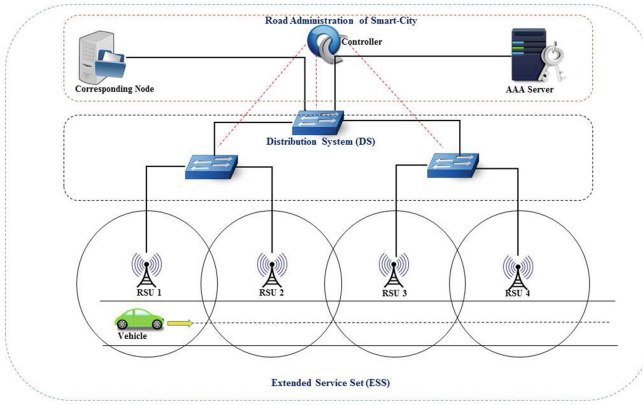 Road Administration of Smart-City
Controller
Corresponding Node
AAA Server
Distribution System (DS)
RSU 1
RSU 2
RSU 3
RSU 4
Vehicle
Extended Service Set (ESS)